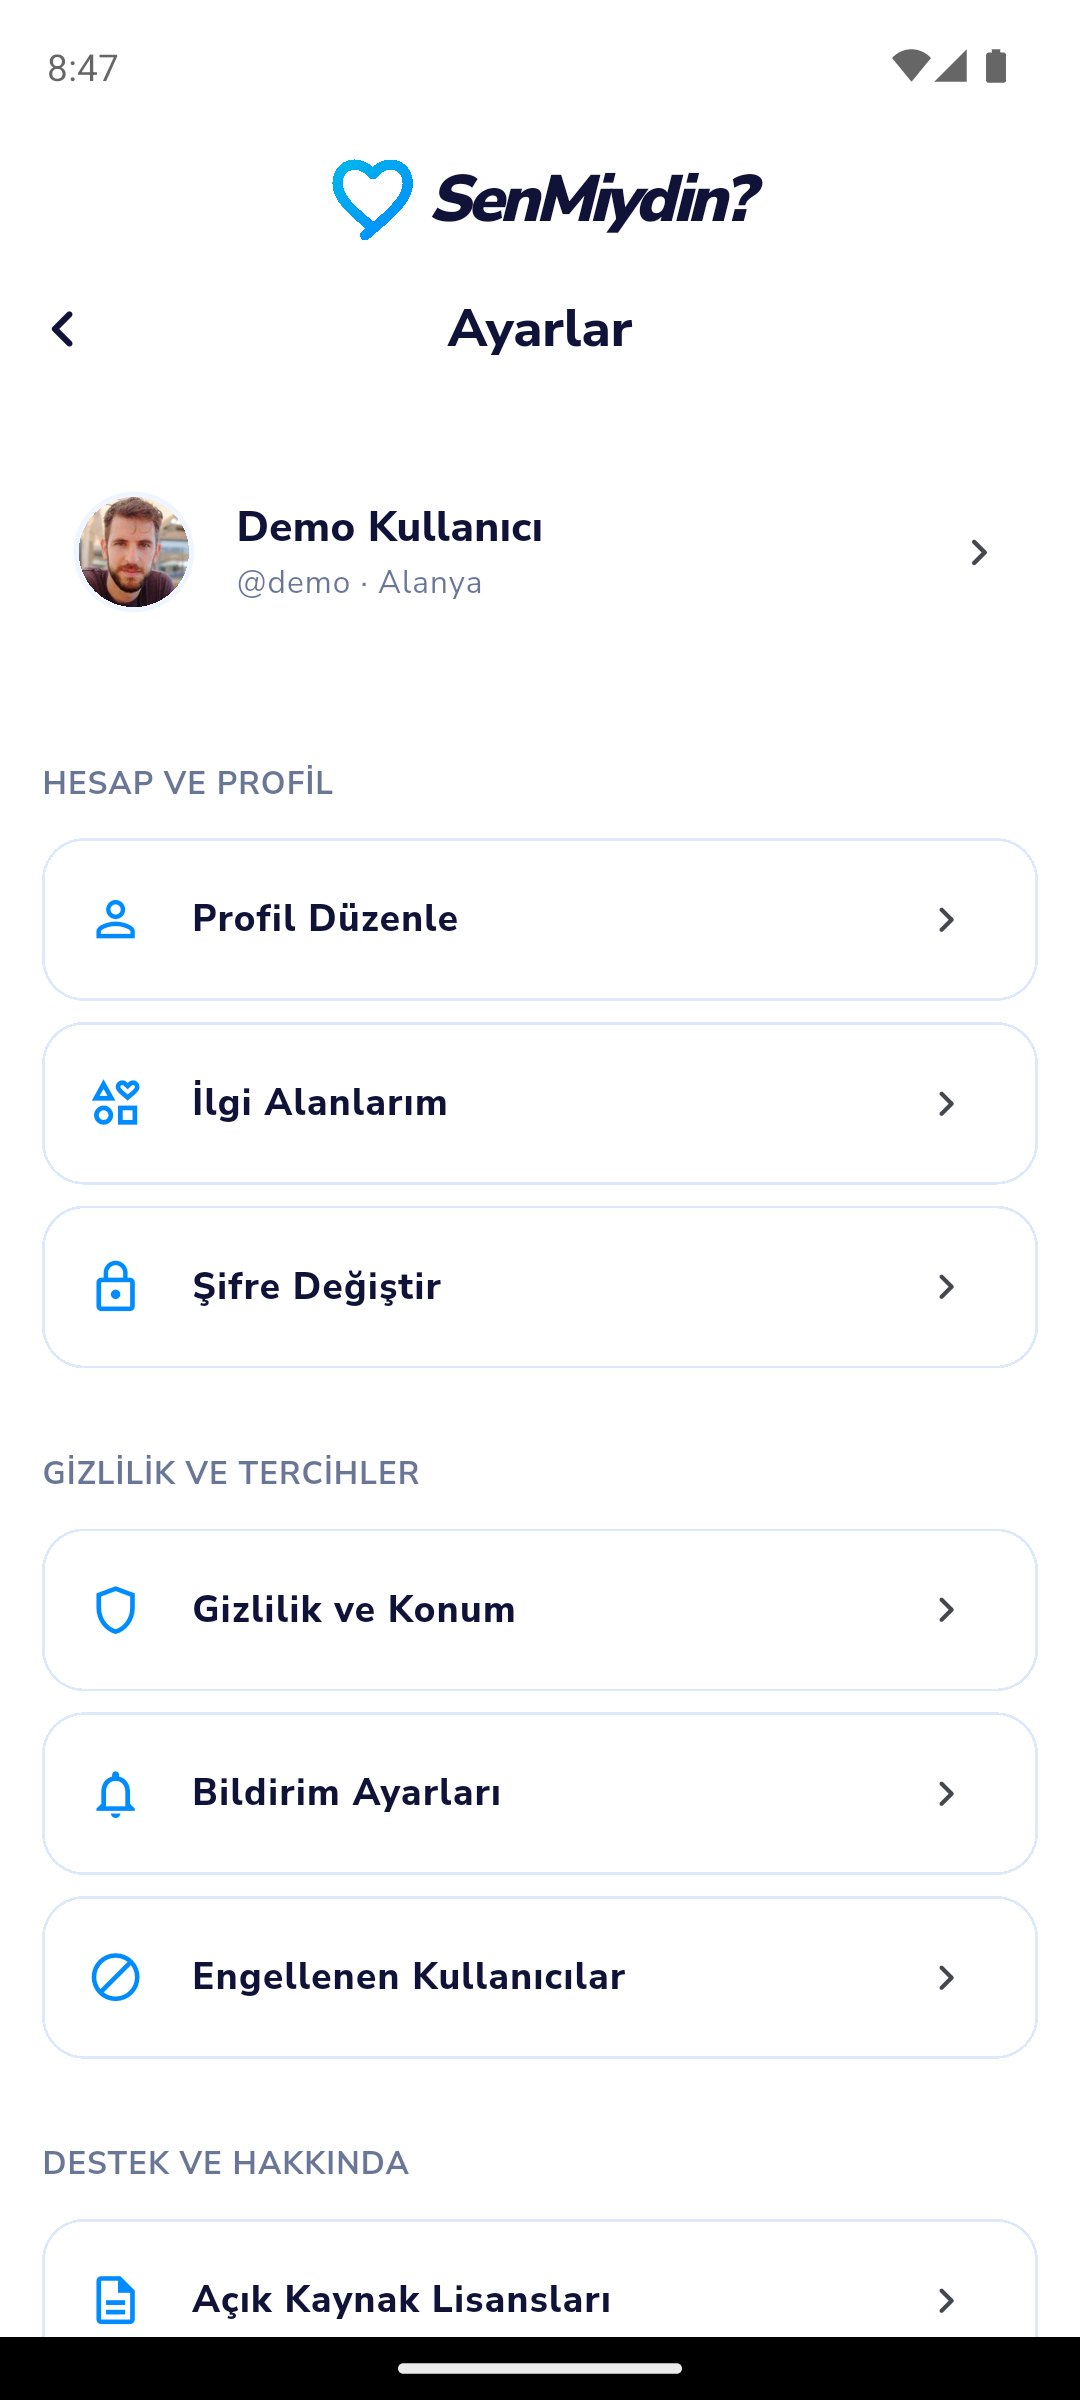 8:47
SenMiydin?
Ayarlar
Demo Kullanıcı
@demo · Alanya
HESAP VE PROFİL
Profil Düzenle
İlgi Alanlarım
Şifre Değiştir
GİZLİLİK VE TERCİHLER
Gizlilik ve Konum
Bildirim Ayarları
Engellenen Kullanıcılar
DESTEK VE HAKKINDA
Açık Kaynak Lisansları